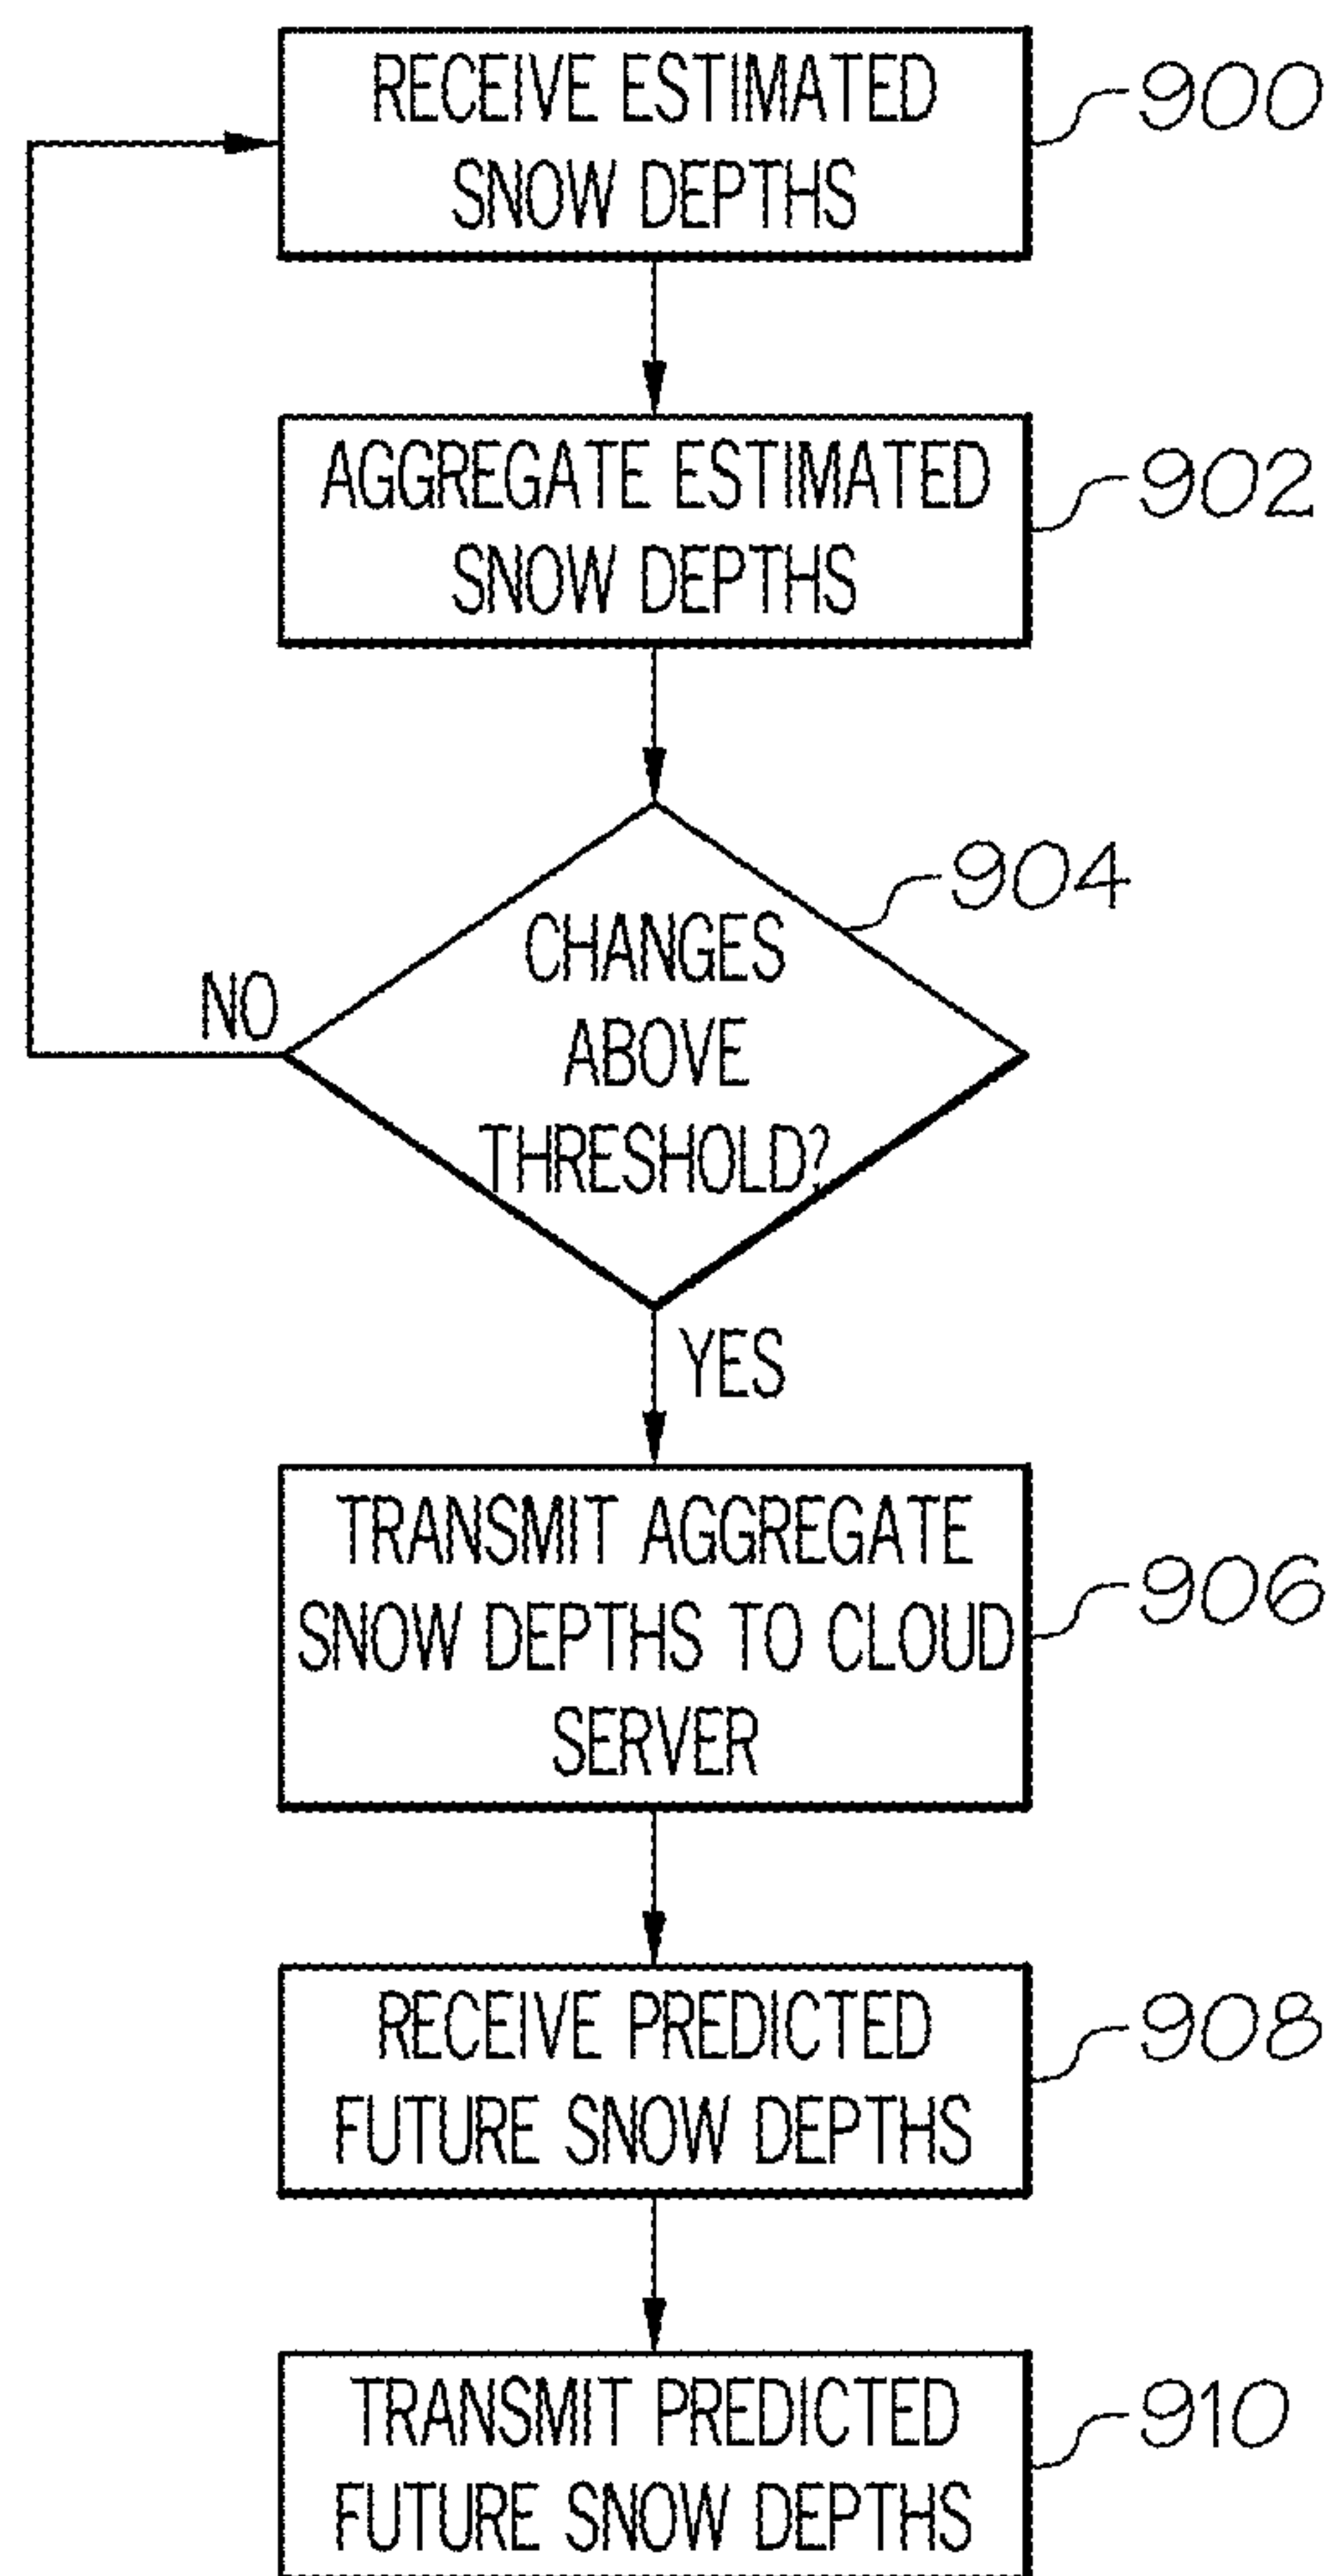 RECEIVE ESTIMATED
SNOW DEPTHS
900
AGGREGATE ESTIMATED
SNOW DEPTHS
902
904
CHANGES
ABOVE
THRESHOLD?
NO
YES
TRANSMIT AGGREGATE
SNOW DEPTHS TO CLOUD
SERVER
906
RECEIVE PREDICTED
FUTURE SNOW DEPTHS
908
TRANSMIT PREDICTED
FUTURE SNOW DEPTHS
910